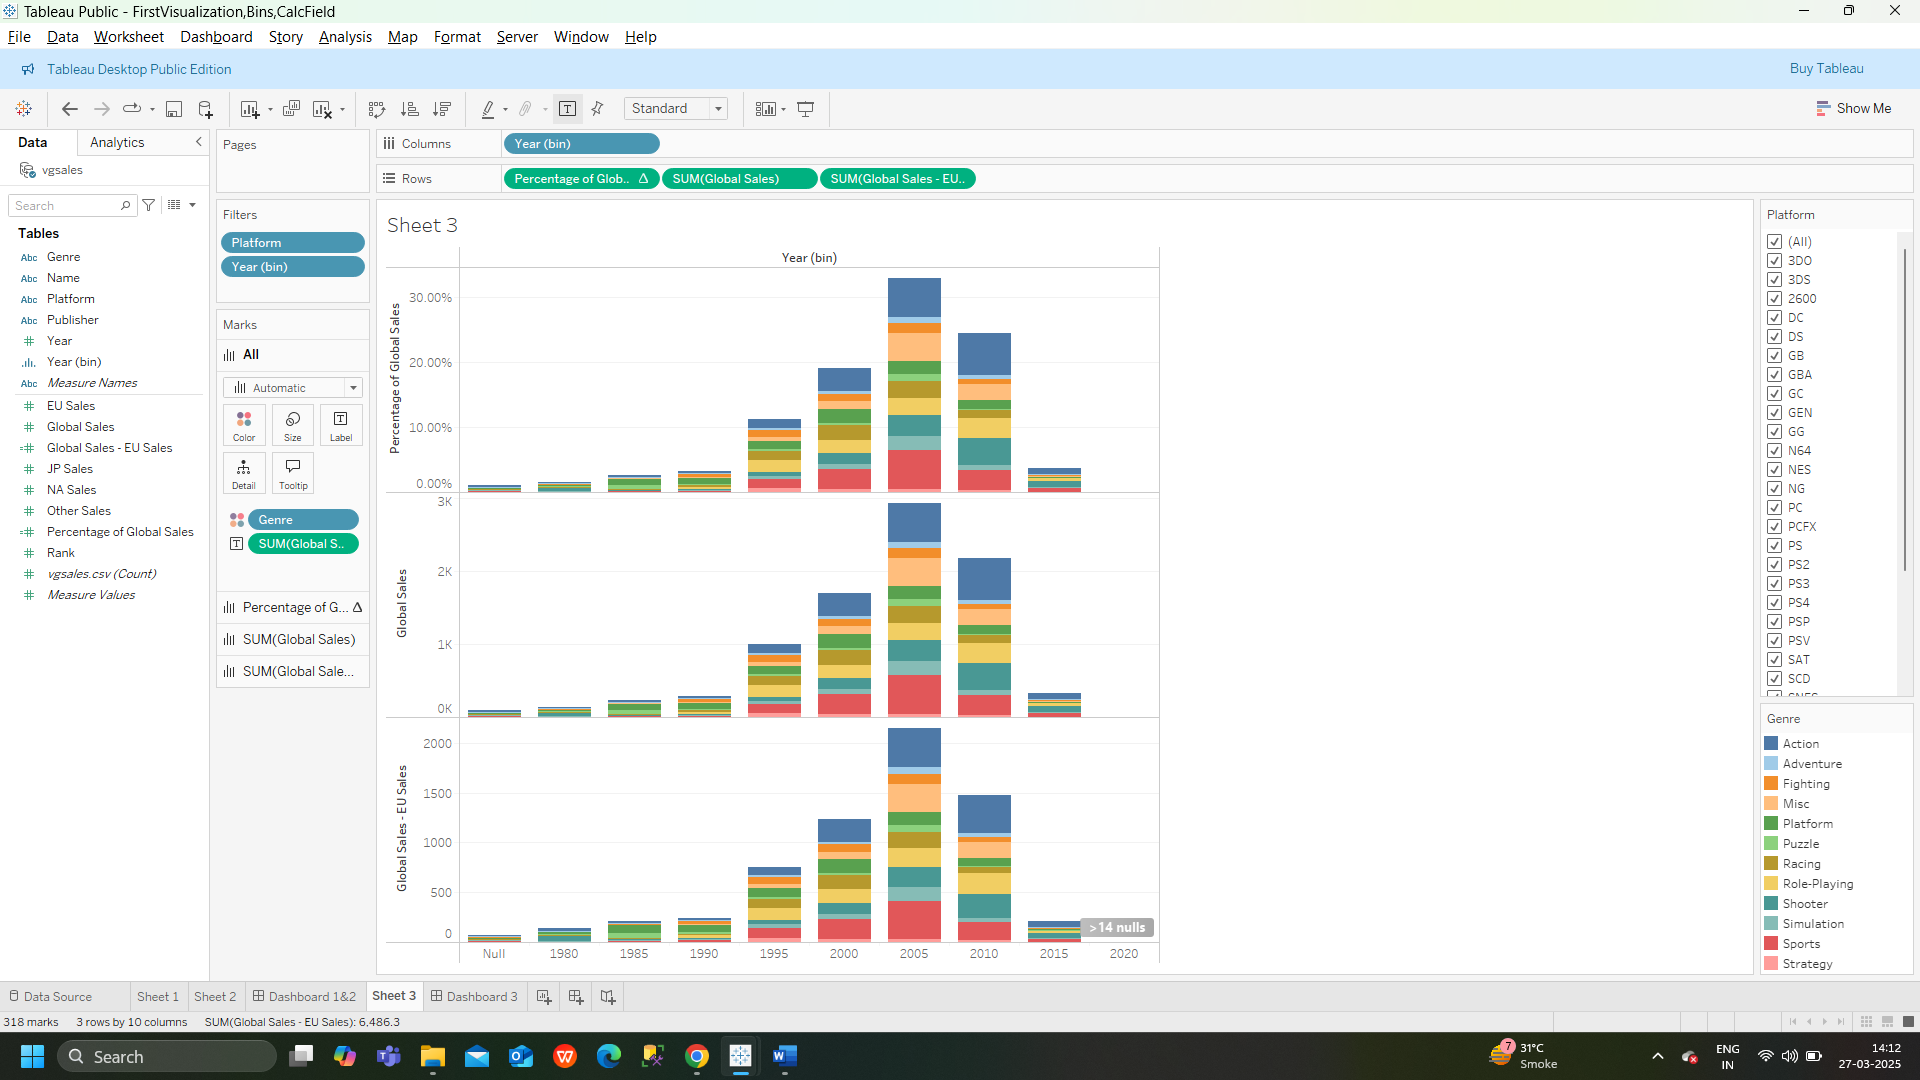 Tableau Public - FirstVisualization,Bins,CalcField
File Data Worksheet Dashboard Story Analysis Map Format Server Window Help
Tableau Desktop Public Edition
Buy Tableau
Standard
Show Me
Data Analytics
vgsales
Search
Tables
Abc Genre
Abc Name
Abc Platform
Abc Publisher
Year
Year (bin)
Abc Measure Names
EU Sales
Global Sales
Global Sales - EU Sales
JP Sales
NA Sales
Other Sales
Percentage of Global Sales
Rank
vgsales.csv (Count)
Measure Values
Pages
Filters
Platform
Year (bin)
Marks
All
Automatic
Color Size Label
Detail Tooltip
Genre
SUM(Global S..
Percentage of G... Δ
SUM(Global Sales)
SUM(Global Sale...
Columns Year (bin)
Rows Percentage of Glob.. Δ SUM(Global Sales) SUM(Global Sales - EU..
Sheet 3
Year (bin)
Percentage of Global Sales
30.00%
20.00%
10.00%
0.00%
Global Sales
3K
2K
1K
0K
Global Sales - EU Sales
2000
1500
1000
500
0
>14 nulls
Null 1980 1985 1990 1995 2000 2005 2010 2015 2020
Platform
(All)
3DO
3DS
2600
DC
DS
GB
GBA
GC
GEN
GG
N64
NES
NG
PC
PCFX
PS
PS2
PS3
PS4
PSP
PSV
SAT
SCD
Genre
Action
Adventure
Fighting
Misc
Platform
Puzzle
Racing
Role-Playing
Shooter
Simulation
Sports
Strategy
Data Source Sheet 1 Sheet 2 Dashboard 1&2 Sheet 3 Dashboard 3
318 marks 3 rows by 10 columns SUM(Global Sales - EU Sales): 6,486.3
Search
7
31°C
Smoke
ENG
IN
14:12
27-03-2025